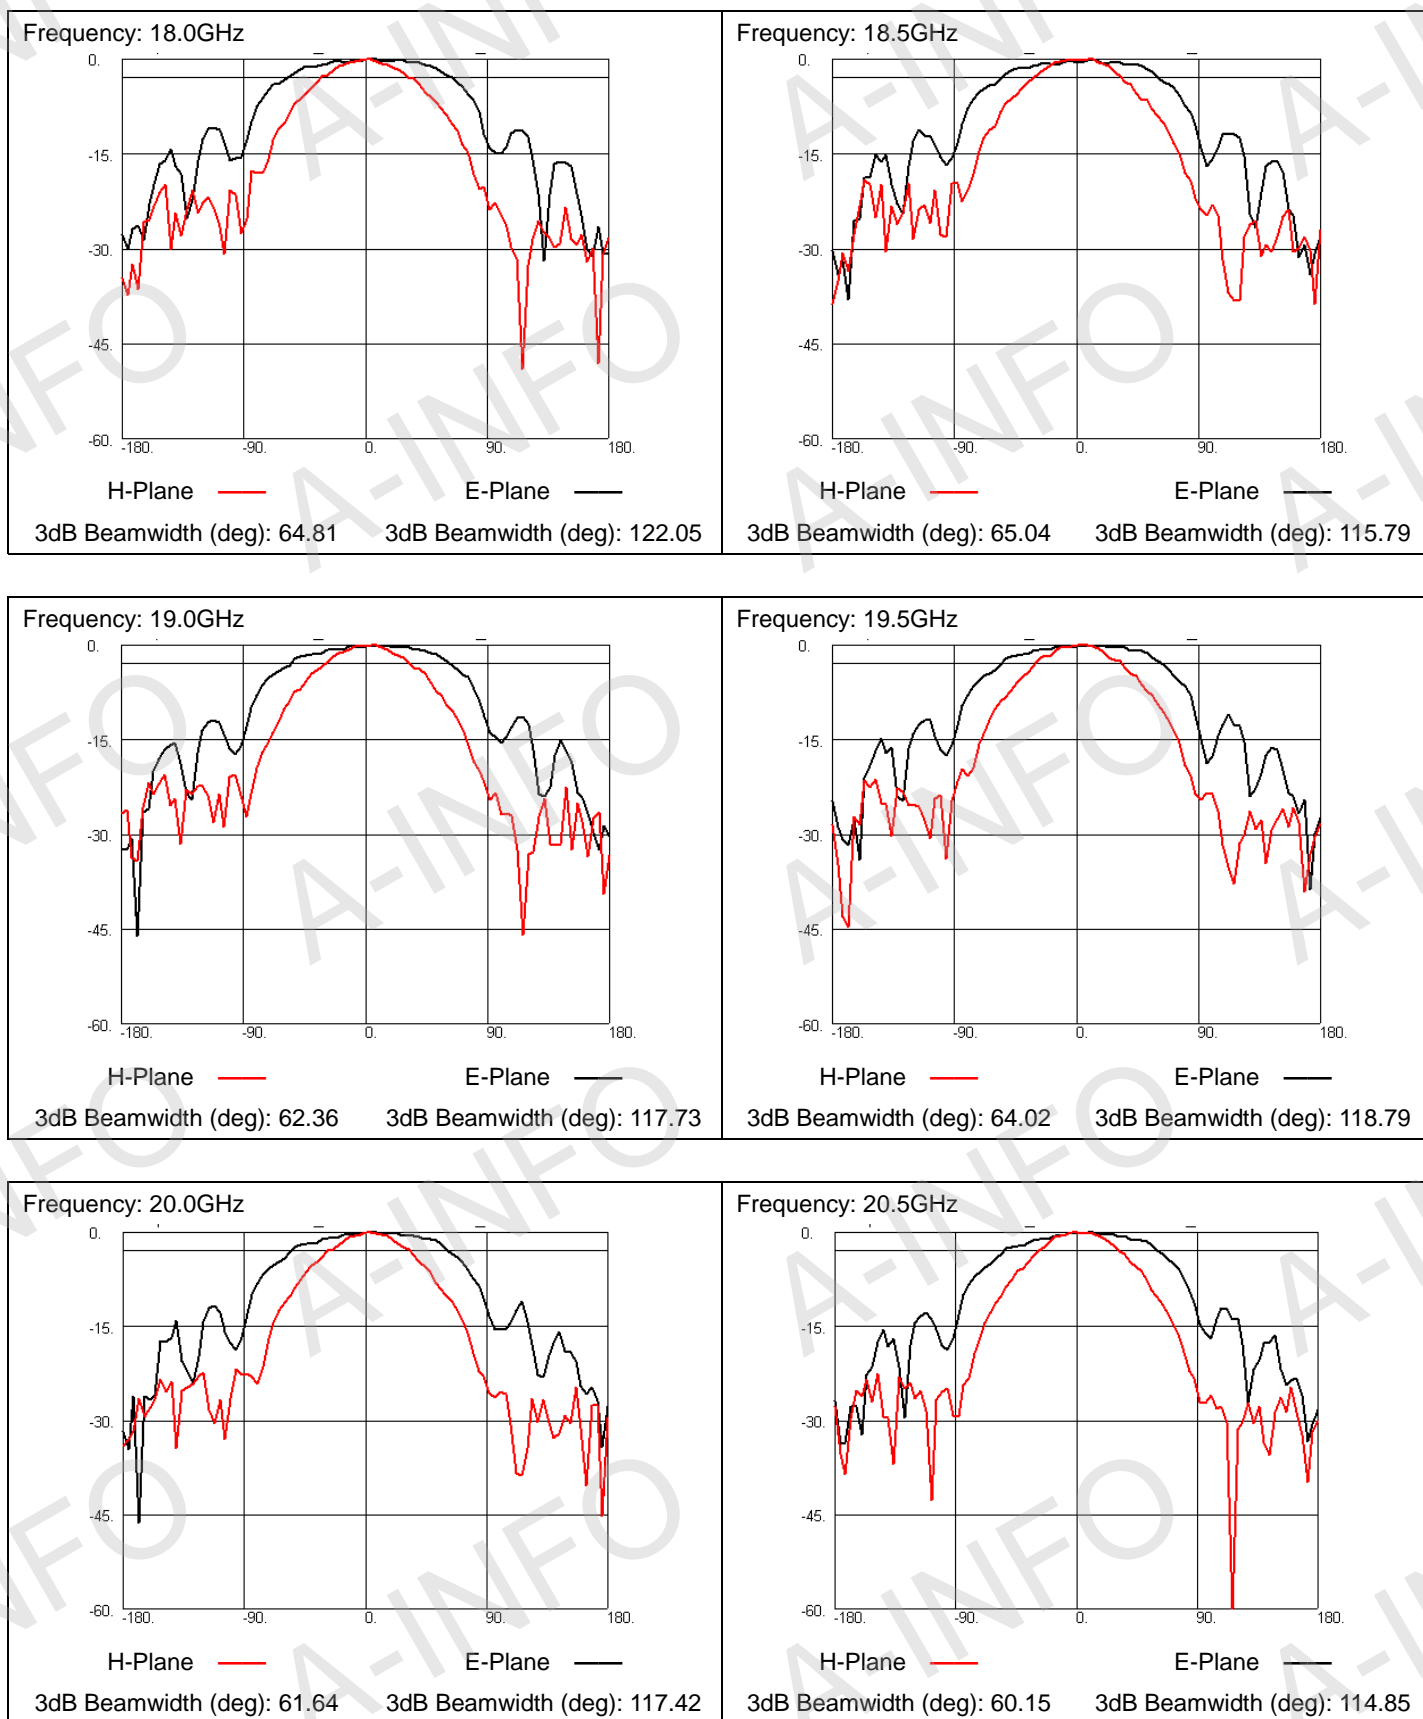 Frequency: 18.0GHz
0.
-15.
-30.
-45.
-60.
-180. -90. 0. 90. 180.
H-Plane E-Plane
3dB Beamwidth (deg): 64.81 3dB Beamwidth (deg): 122.05
Frequency: 18.5GHz
0.
-15.
-30.
-45.
-60.
-180. -90. 0. 90. 180.
H-Plane E-Plane
3dB Beamwidth (deg): 65.04 3dB Beamwidth (deg): 115.79
Frequency: 19.0GHz
0.
-15.
-30.
-45.
-60.
-180. -90. 0. 90. 180.
H-Plane E-Plane
3dB Beamwidth (deg): 62.36 3dB Beamwidth (deg): 117.73
Frequency: 19.5GHz
0.
-15.
-30.
-45.
-60.
-180. -90. 0. 90. 180.
H-Plane E-Plane
3dB Beamwidth (deg): 64.02 3dB Beamwidth (deg): 118.79
Frequency: 20.0GHz
0.
-15.
-30.
-45.
-60.
-180. -90. 0. 90. 180.
H-Plane E-Plane
3dB Beamwidth (deg): 61.64 3dB Beamwidth (deg): 117.42
Frequency: 20.5GHz
0.
-15.
-30.
-45.
-60.
-180. -90. 0. 90. 180.
H-Plane E-Plane
3dB Beamwidth (deg): 60.15 3dB Beamwidth (deg): 114.85
A-INFO
A-INFO
A-INFO
A-INFO
A-INFO
A-INFO
A-INFO
A-INFO